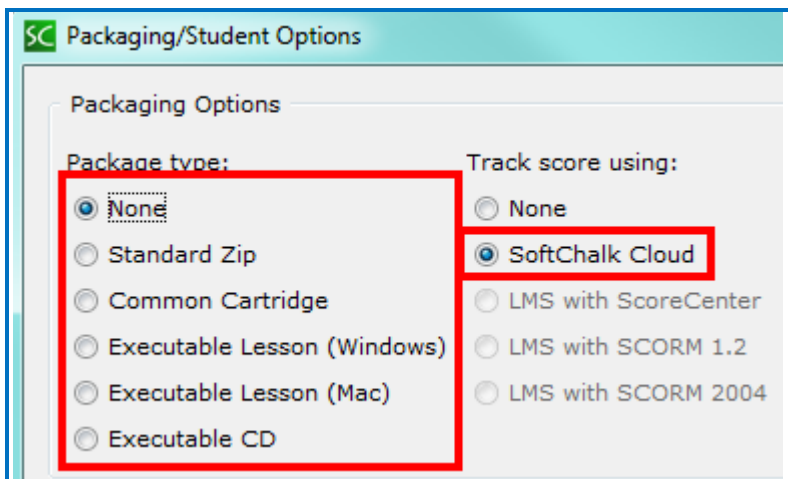 SC Packaging/Student Options
Packaging Options
Package type:
None
Standard Zip
Common Cartridge
Executable Lesson (Windows)
Executable Lesson (Mac)
Executable CD
Track score using:
None
SoftChalk Cloud
LMS with ScoreCenter
LMS with SCORM 1.2
LMS with SCORM 2004